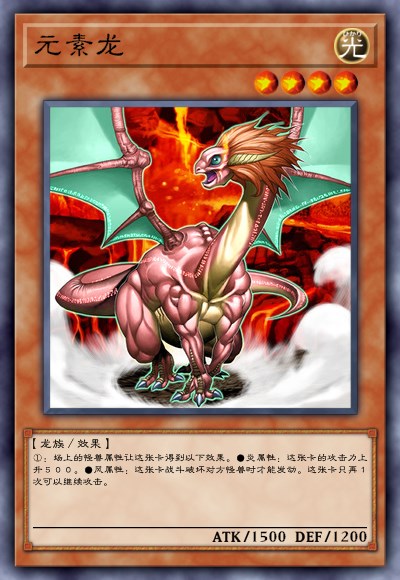 元素龙
光
【龙族／效果】
①：场上的怪兽属性让这张卡得到以下效果。●炎属性：这张卡的攻击力上
升５００。●风属性：这张卡战斗破坏对方怪兽时才能发动。这张卡只再１
次可以继续攻击。
ATK/1500 DEF/1200